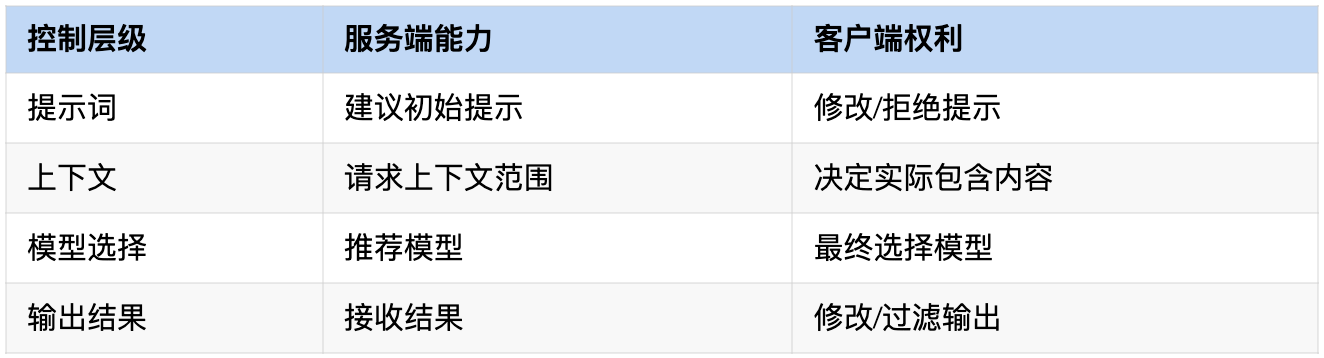 控制层级 服务端能力 客户端权利
提示词 建议初始提示 修改/拒绝提示
上下文 请求上下文范围 决定实际包含内容
模型选择 推荐模型 最终选择模型
输出结果 接收结果 修改/过滤输出